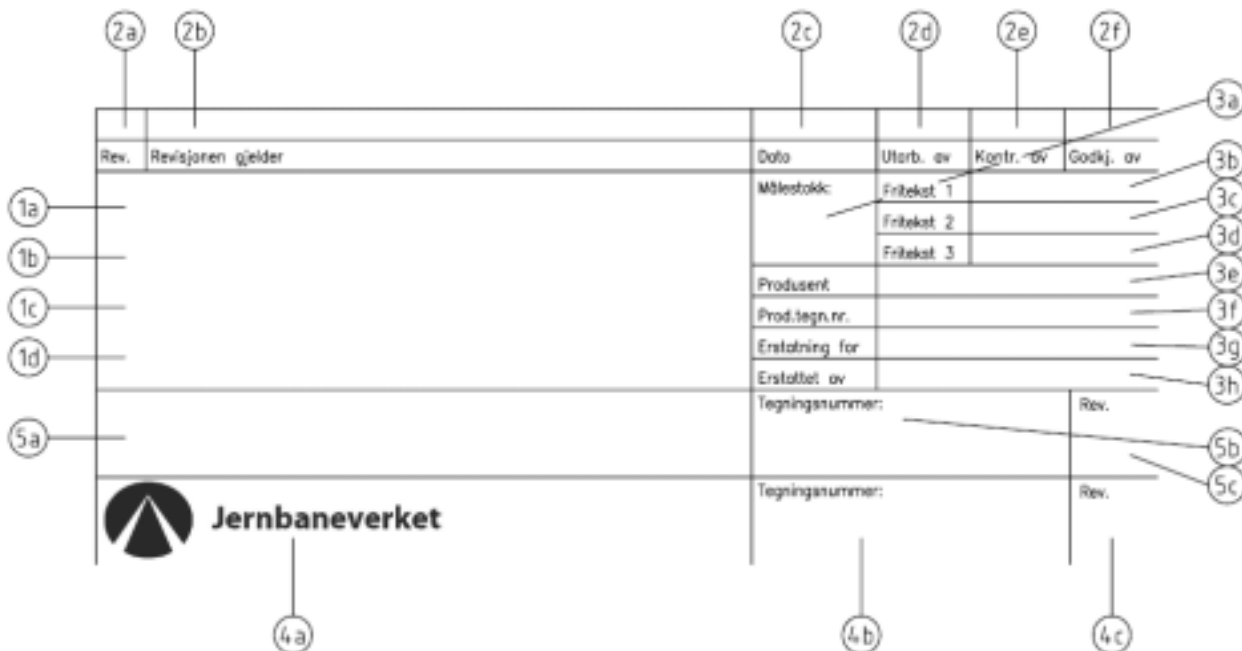 2a 2b 2c 2d 2e 2f
3a
Rev. Revisjonen gjelder Dato Utarb. av Kontr. av Godkj. av
3b
1a Målestokk: Fritekst 1
3c
Fritekst 2
3d
1b Fritekst 3
3e
Produsent
1c 3f
Prod.tegn.nr.
3g
Erstatning for
1d 3h
Erstattet av
Tegningsnummer: Rev.
5a 5b
5c
Tegningsnummer: Rev.
Jernbaneverket
4a 4b 4c